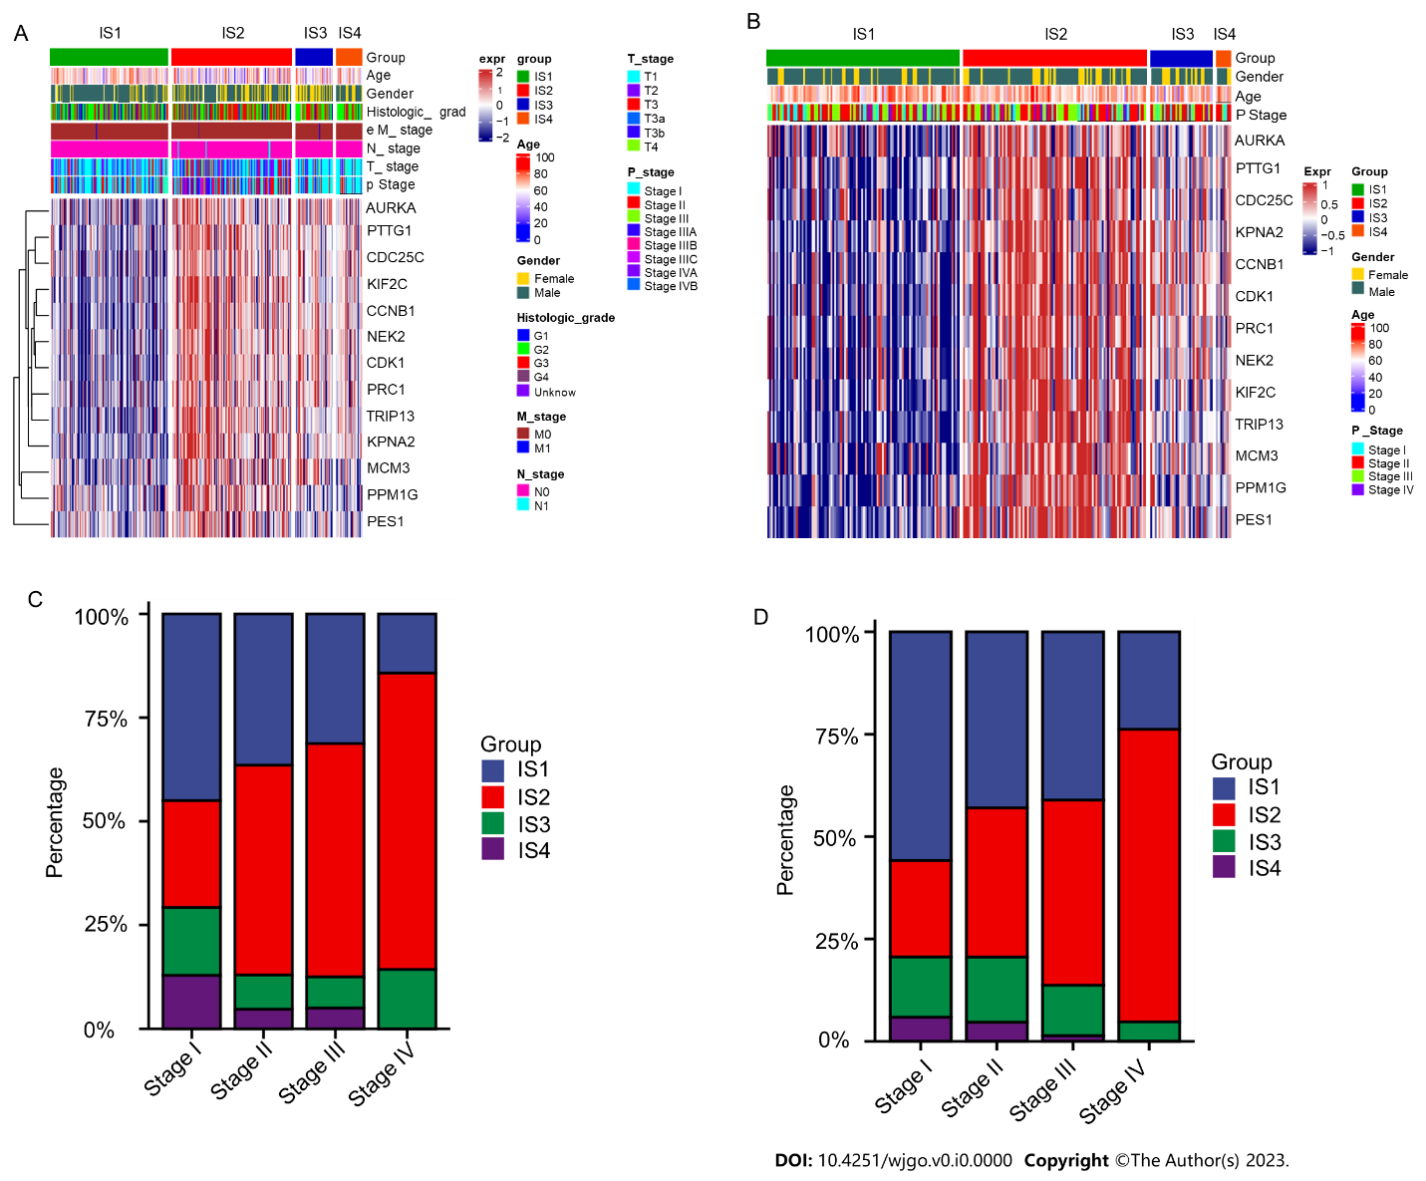 A
IS1 IS2 IS3 IS4
Group
Age
Gender
Histologic_ grad
e M_ stage
N_ stage
T_ stage
p Stage
AURKA
PTTG1
CDC25C
KIF2C
CCNB1
NEK2
CDK1
PRC1
TRIP13
KPNA2
MCM3
PPM1G
PES1
expr
2
1
0
−1
−2
group
IS1
IS2
IS3
IS4
Age
100
80
60
40
20
0
Gender
Female
Male
Histologic_grade
G1
G2
G3
G4
Unknow
M_stage
M0
M1
N_stage
N0
N1
T_stage
T1
T2
T3
T3a
T3b
T4
P_stage
Stage I
Stage II
Stage III
Stage IIIA
Stage IIIB
Stage IIIC
Stage IVA
Stage IVB
B
IS1 IS2 IS3 IS4
Group
Gender
Age
P Stage
AURKA
PTTG1
CDC25C
KPNA2
CCNB1
CDK1
PRC1
NEK2
KIF2C
TRIP13
MCM3
PPM1G
PES1
Expr
1
0.5
0
−0.5
−1
Group
IS1
IS2
IS3
IS4
Gender
Female
Male
Age
100
80
60
40
20
0
P_Stage
Stage I
Stage II
Stage III
Stage IV
C
100%
75%
50%
25%
0%
Percentage
Stage I
Stage II
Stage III
Stage IV
Group
IS1
IS2
IS3
IS4
D
100%
75%
50%
25%
0%
Percentage
Stage I
Stage II
Stage III
Stage IV
Group
IS1
IS2
IS3
IS4
DOI: 10.4251/wjgo.v0.i0.0000 Copyright ©The Author(s) 2023.